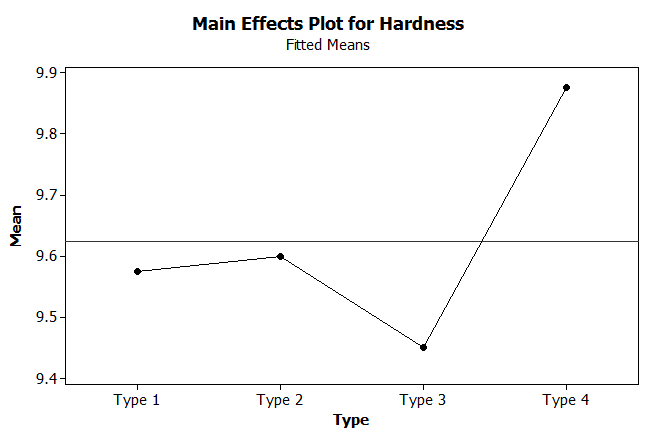 Main Effects Plot for Hardness
Fitted Means
9.9
9.8
9.7
9.6
9.5
9.4
Mean
Type 1 Type 2 Type 3 Type 4
Type